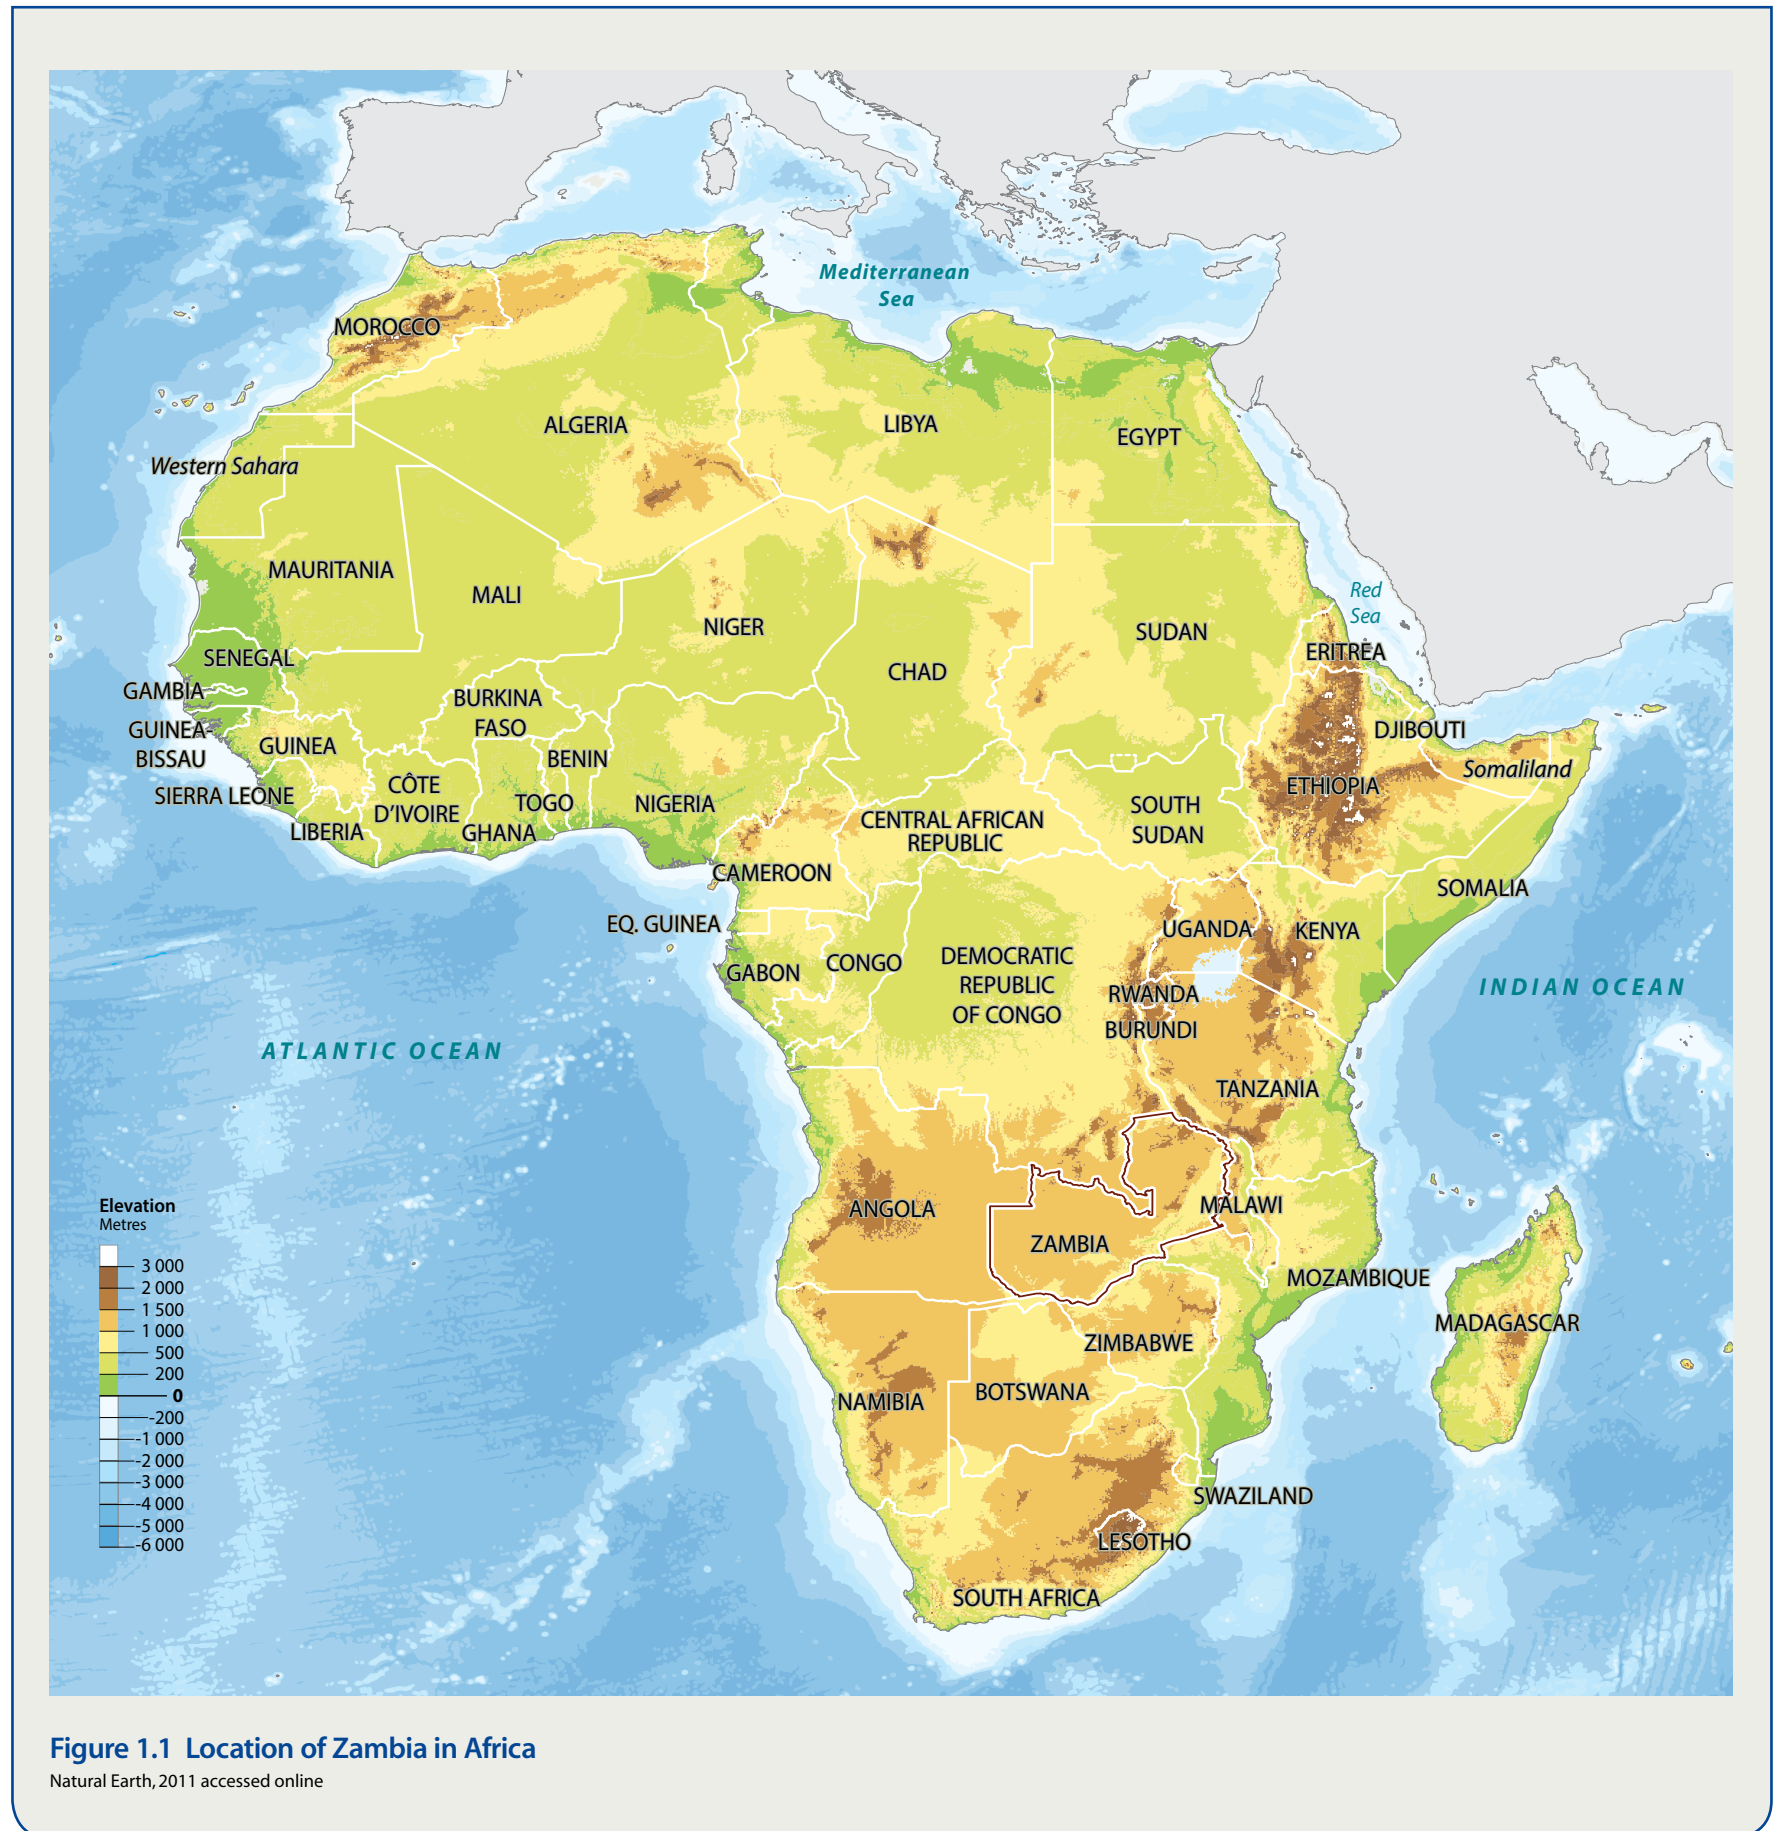 Mediterranean
Sea
MOROCCO
ALGERIA
LIBYA
EGYPT
Western Sahara
MAURITANIA
MALI
NIGER
CHAD
SUDAN
Red
Sea
ERITREA
SENEGAL
GAMBIA
GUINEA-
BISSAU
GUINEA
BURKINA
FASO
BENIN
SIERRA LEONE
CÔTE
D'IVOIRE
TOGO
LIBERIA
GHANA
NIGERIA
CENTRAL AFRICAN
REPUBLIC
SOUTH
SUDAN
DJIBOUTI
Somaliland
ETHIOPIA
CAMEROON
SOMALIA
EQ. GUINEA
UGANDA
KENYA
GABON
CONGO
DEMOCRATIC
REPUBLIC
OF CONGO
RWANDA
BURUNDI
INDIAN OCEAN
ATLANTIC OCEAN
TANZANIA
ANGOLA
ZAMBIA
MALAWI
MOZAMBIQUE
MADAGASCAR
ZIMBABWE
NAMIBIA
BOTSWANA
SWAZILAND
LESOTHO
SOUTH AFRICA
Elevation
Metres
3 000
2 000
1 500
1 000
500
200
0
-200
-1 000
-2 000
-3 000
-4 000
-5 000
-6 000
Figure 1.1 Location of Zambia in Africa
Natural Earth, 2011 accessed online